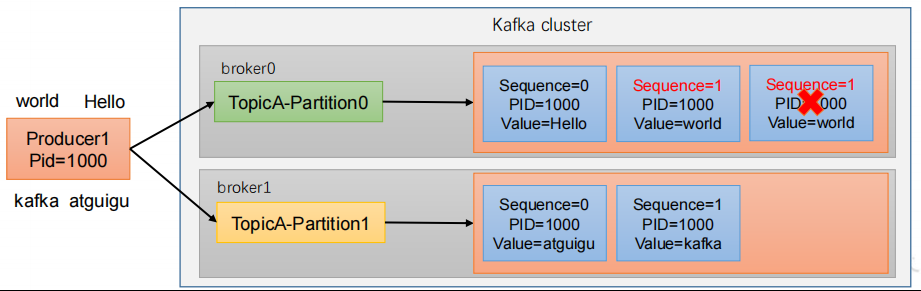 Kafka cluster
broker0
world Hello
TopicA-Partition0
Sequence=0
PID=1000
Value=Hello
Sequence=1
PID=1000
Value=world
Sequence=1
PID=1000
Value=world
Producer1
Pid=1000
kafka atguigu
broker1
TopicA-Partition1
Sequence=0
PID=1000
Value=atguigu
Sequence=1
PID=1000
Value=kafka